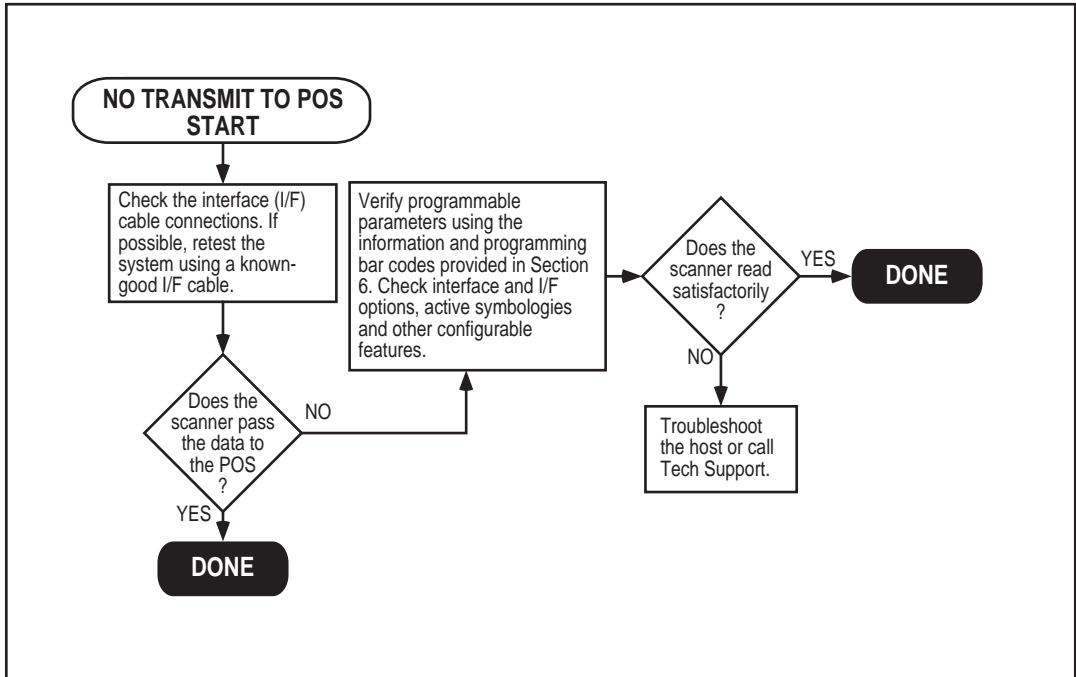 NO TRANSMIT TO POS
START
Check the interface (I/F)
cable connections. If
possible, retest the
system using a known-
good I/F cable.
Does the
scanner pass
the data to
the POS
?
NO
YES
DONE
Verify programmable
parameters using the
information and programming
bar codes provided in Section
6. Check interface and I/F
options, active symbologies
and other configurable
features.
Does the
scanner read
satisfactorily
?
YES
DONE
NO
Troubleshoot
the host or call
Tech Support.